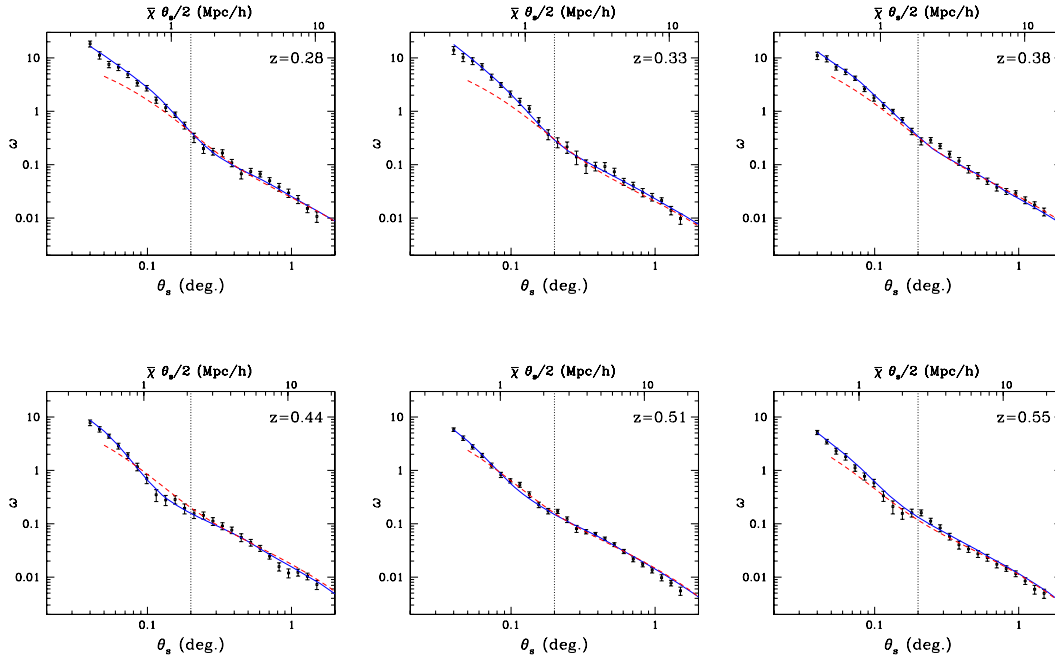 χ̄ θₛ/2 (Mpc/h) χ̄ θₛ/2 (Mpc/h) χ̄ θₛ/2 (Mpc/h)
1 10 1 10 1 10
z=0.28 z=0.33 z=0.38
10 10 10
1 1 1
ω ω ω
0.1 0.1 0.1
0.01 0.01 0.01
0.1 1 0.1 1 0.1 1
θₛ (deg.) θₛ (deg.) θₛ (deg.)
χ̄ θₛ/2 (Mpc/h) χ̄ θₛ/2 (Mpc/h) χ̄ θₛ/2 (Mpc/h)
1 10 1 10 1 10
z=0.44 z=0.51 z=0.55
10 10 10
1 1 1
ω ω ω
0.1 0.1 0.1
0.01 0.01 0.01
0.1 1 0.1 1 0.1 1
θₛ (deg.) θₛ (deg.) θₛ (deg.)